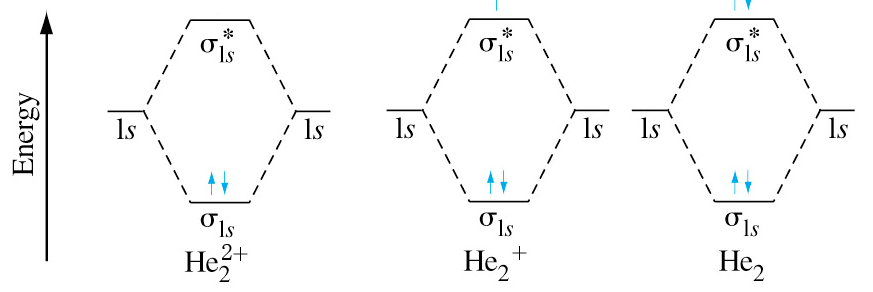 σ*1s σ*1s σ*1s
Energy
1s 1s 1s 1s 1s 1s
σ1s σ1s σ1s
He2^2+ He2^+ He2